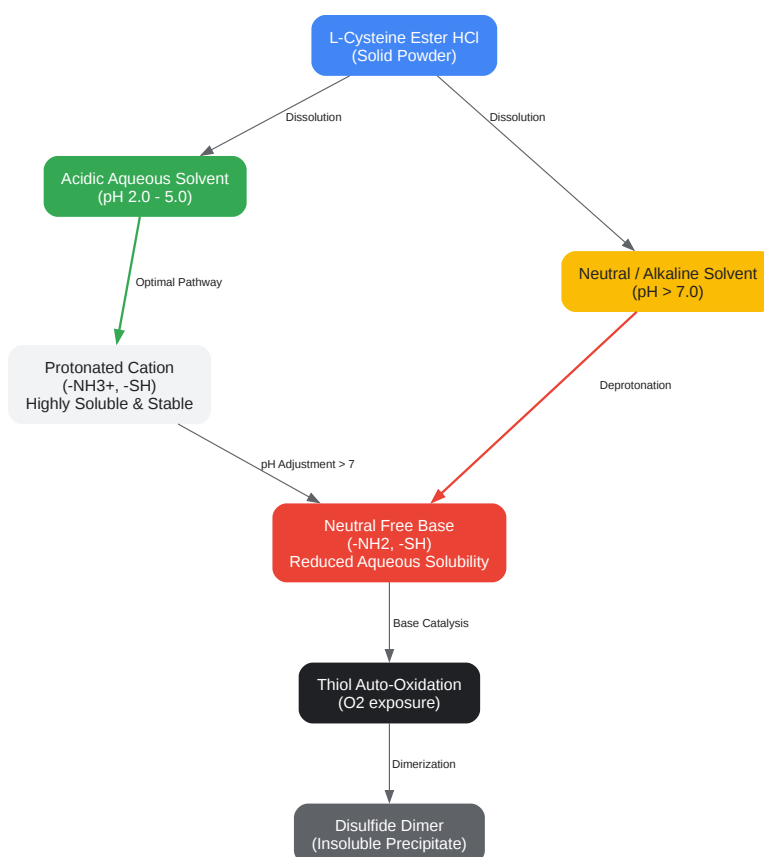 L-Cysteine Ester HCl
(Solid Powder)
Dissolution
Dissolution
Acidic Aqueous Solvent
(pH 2.0 - 5.0)
Neutral / Alkaline Solvent
(pH > 7.0)
Optimal Pathway
Protonated Cation
(-NH3+, -SH)
Highly Soluble & Stable
Deprotonation
pH Adjustment > 7
Neutral Free Base
(-NH2, -SH)
Reduced Aqueous Solubility
Base Catalysis
Thiol Auto-Oxidation
(O2 exposure)
Dimerization
Disulfide Dimer
(Insoluble Precipitate)